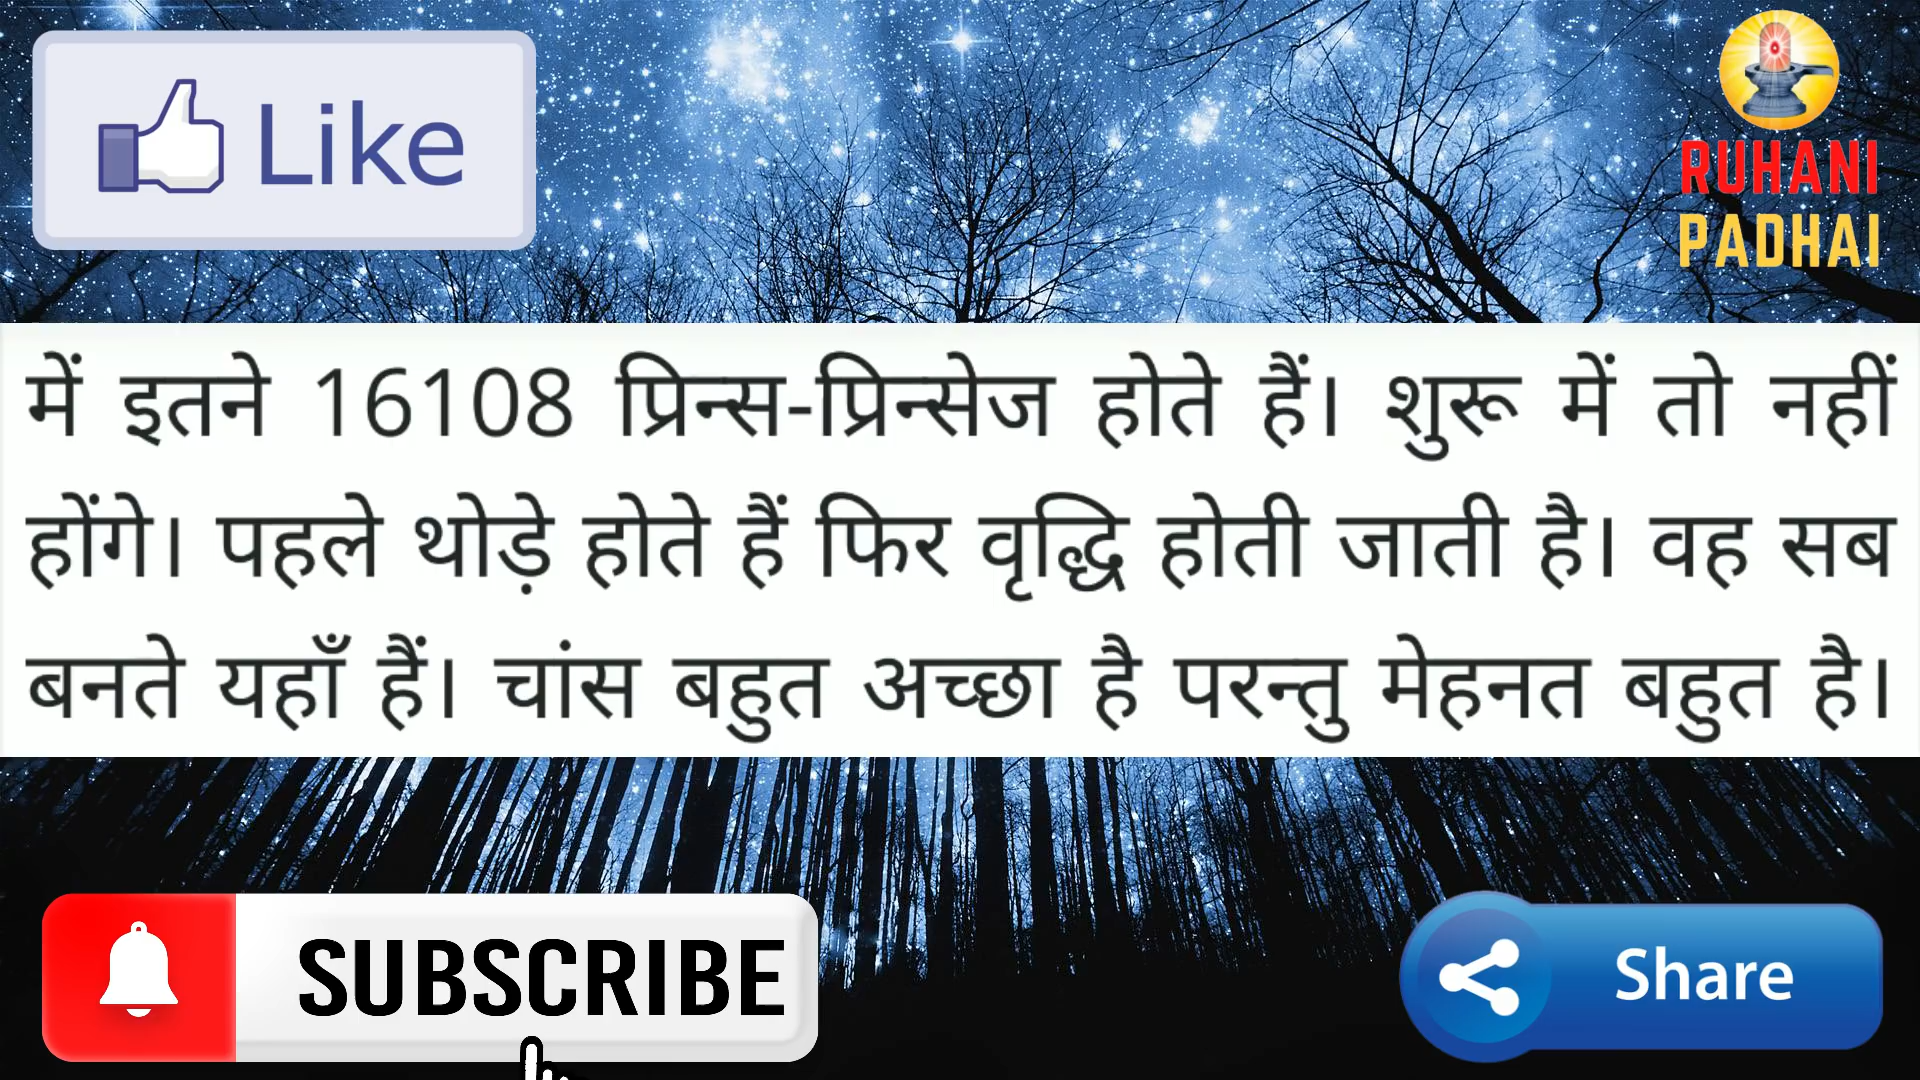 Like
RUHANI
PADHAI
में इतने 16108 प्रिन्स-प्रिन्सेज होते हैं। शुरू में तो नहीं
होंगे। पहले थोड़े होते हैं फिर वृद्धि होती जाती है। वह सब
बनते यहाँ हैं। चांस बहुत अच्छा है परन्तु मेहनत बहुत है।
SUBSCRIBE
Share